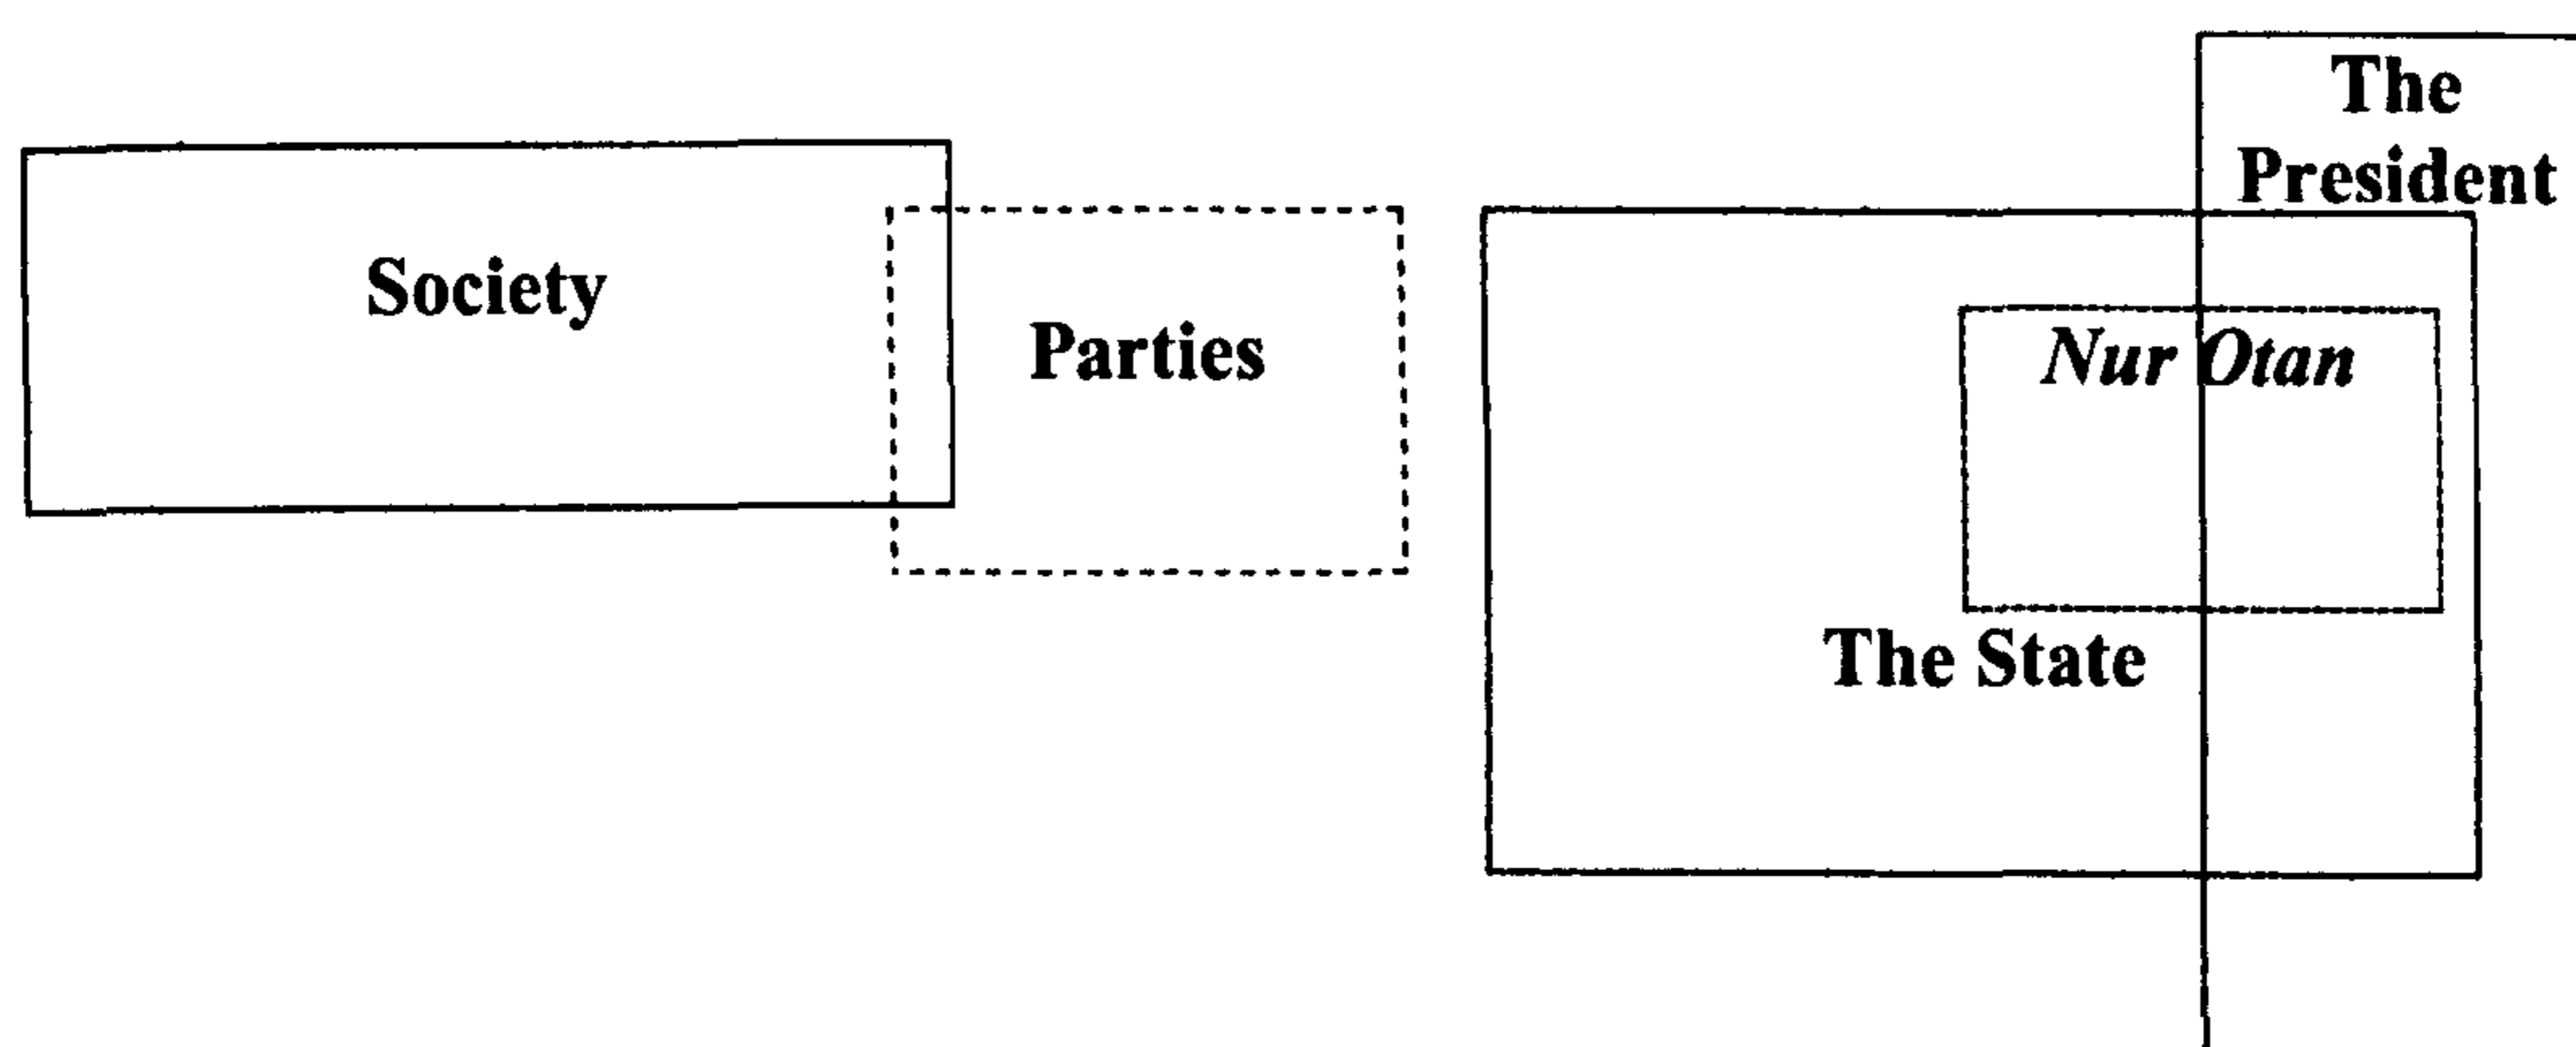 The
President
Society
Parties
Nur Otan
The State